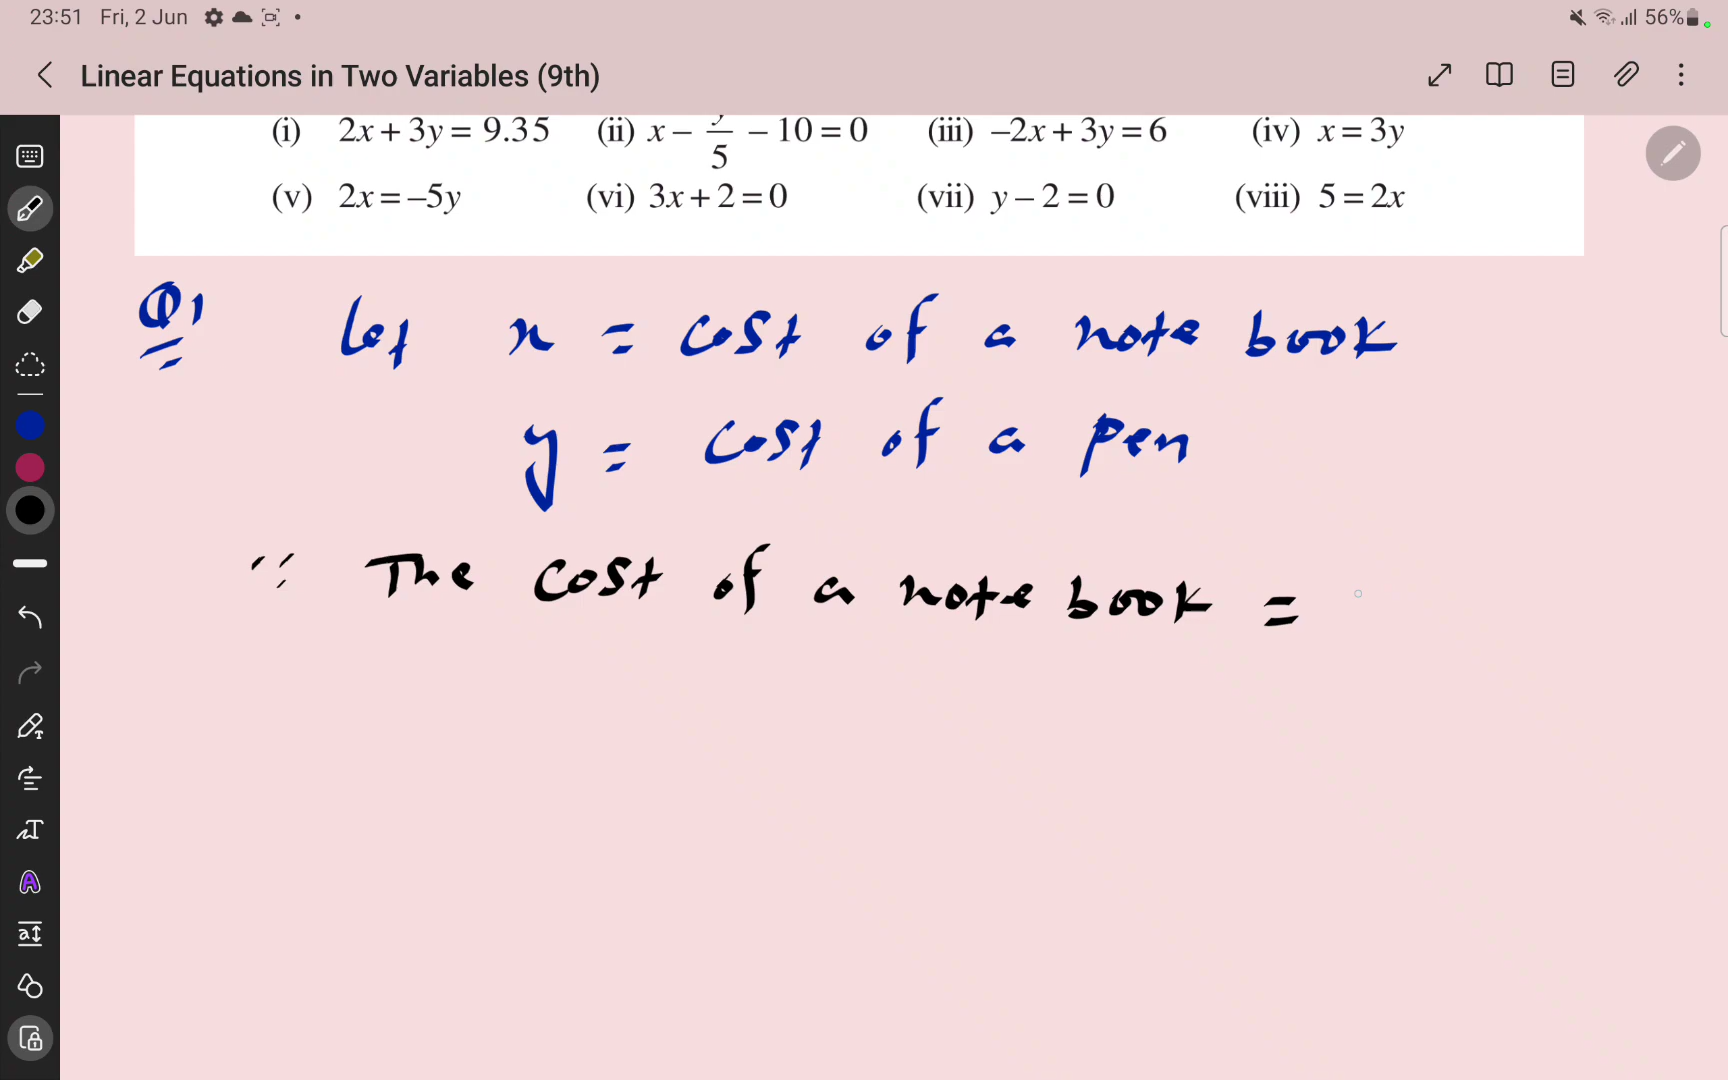 23:51 Fri, 2 Jun 56%
Linear Equations in Two Variables (9th)
(i) 2x + 3y = 9.35 (ii) x – y/5 – 10 = 0 (iii) –2x + 3y = 6 (iv) x = 3y
(v) 2x = –5y (vi) 3x + 2 = 0 (vii) y – 2 = 0 (viii) 5 = 2x
Q1 Let x = cost of a note book
y = cost of a pen
∵ The cost of a note book =